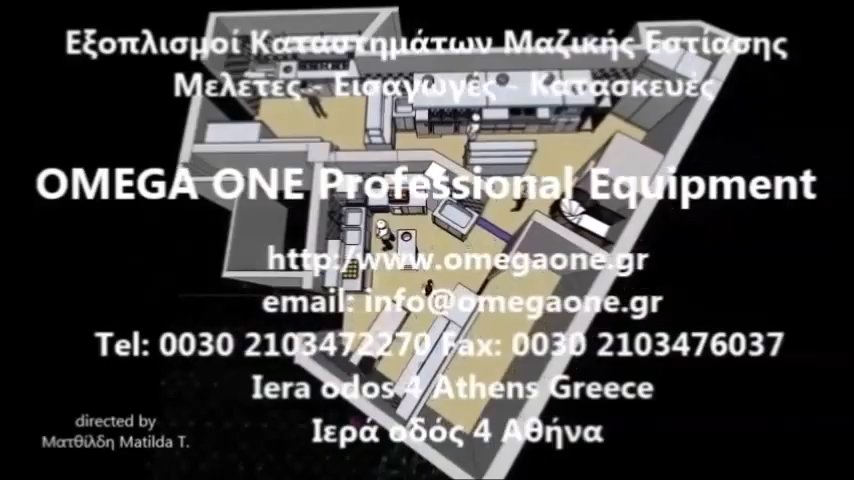 Εξοπλισμοί Καταστημάτων Μαζικής Εστίασης
Μελέτες - Εισαγωγές - Κατασκευές
OMEGA ONE Professional Equipment
http:/www.omegaone.gr
email: info@omegaone.gr
Tel: 0030 2103472270 Fax: 0030 2103476037
Iera odos 4 Athens Greece
Ιερά οδός 4 Αθήνα
directed by
Ματθίλδη Matilda T.